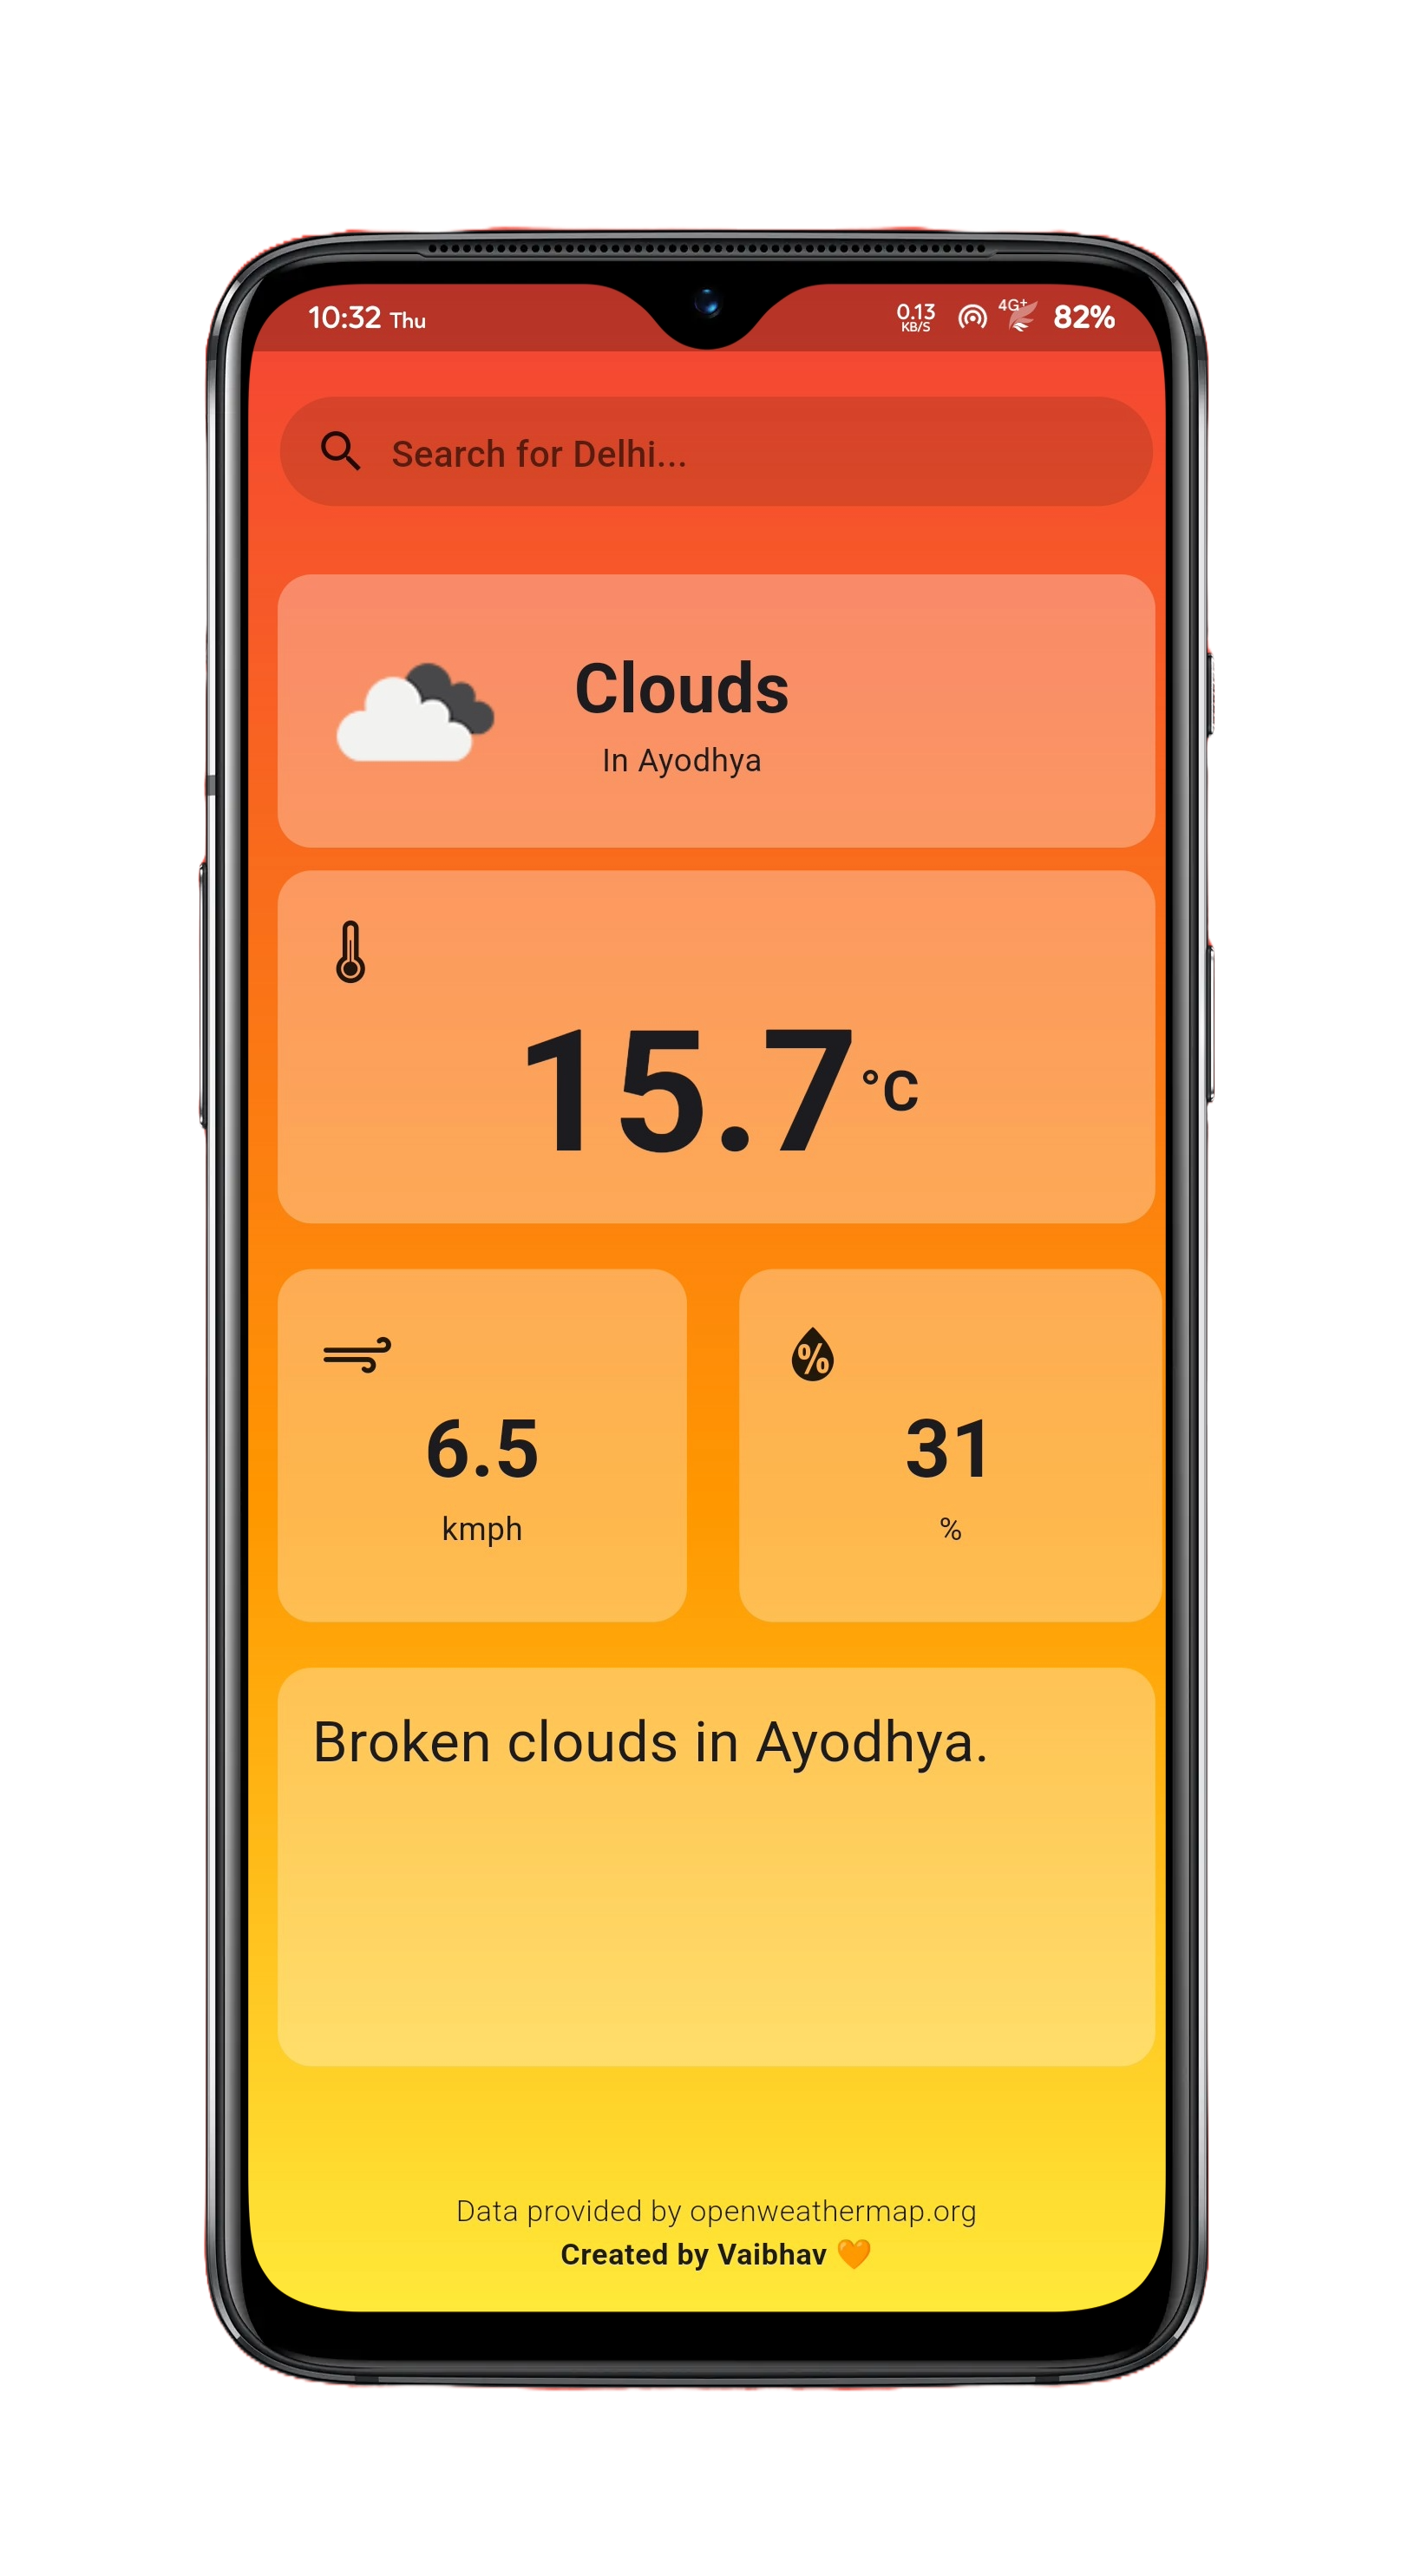 10:32 Thu
0.13 KB/S 4G+ 82%
Search for Delhi...
Clouds
In Ayodhya
15.7 °C
6.5
kmph
%
31
%
Broken clouds in Ayodhya.
Data provided by openweathermap.org
Created by Vaibhav 🧡